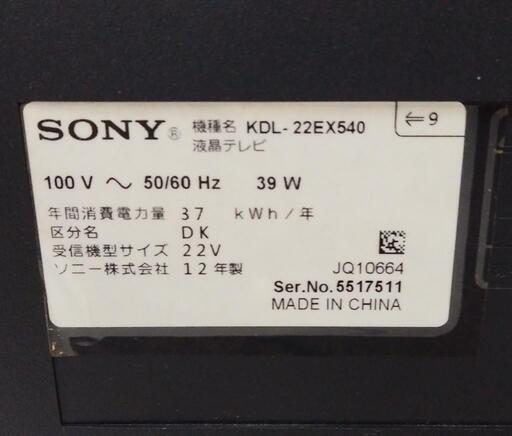 SONY® 機種名 KDL-22EX540
液晶テレビ
⇐9
100 V ～ 50/60 Hz 39 W
年間消費電力量 37 kWh/年
区分名 DK
受信機型サイズ 22V
ソニー株式会社 12年製
JQ10664
Ser.No.5517511
MADE IN CHINA